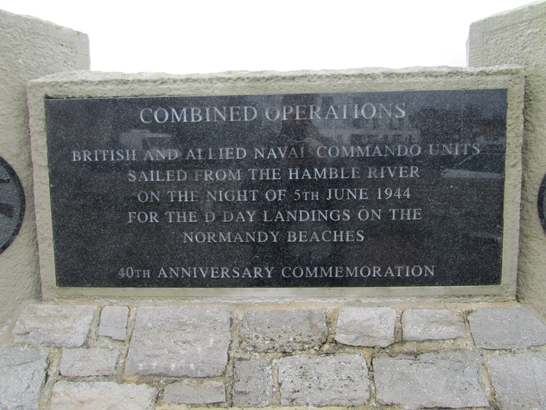 COMBINED OPERATIONS
BRITISH AND ALLIED NAVAL COMMANDO UNITS
SAILED FROM THE HAMBLE RIVER
ON THE NIGHT OF 5TH JUNE 1944
FOR THE D DAY LANDINGS ON THE
NORMANDY BEACHES
40TH ANNIVERSARY COMMEMORATION